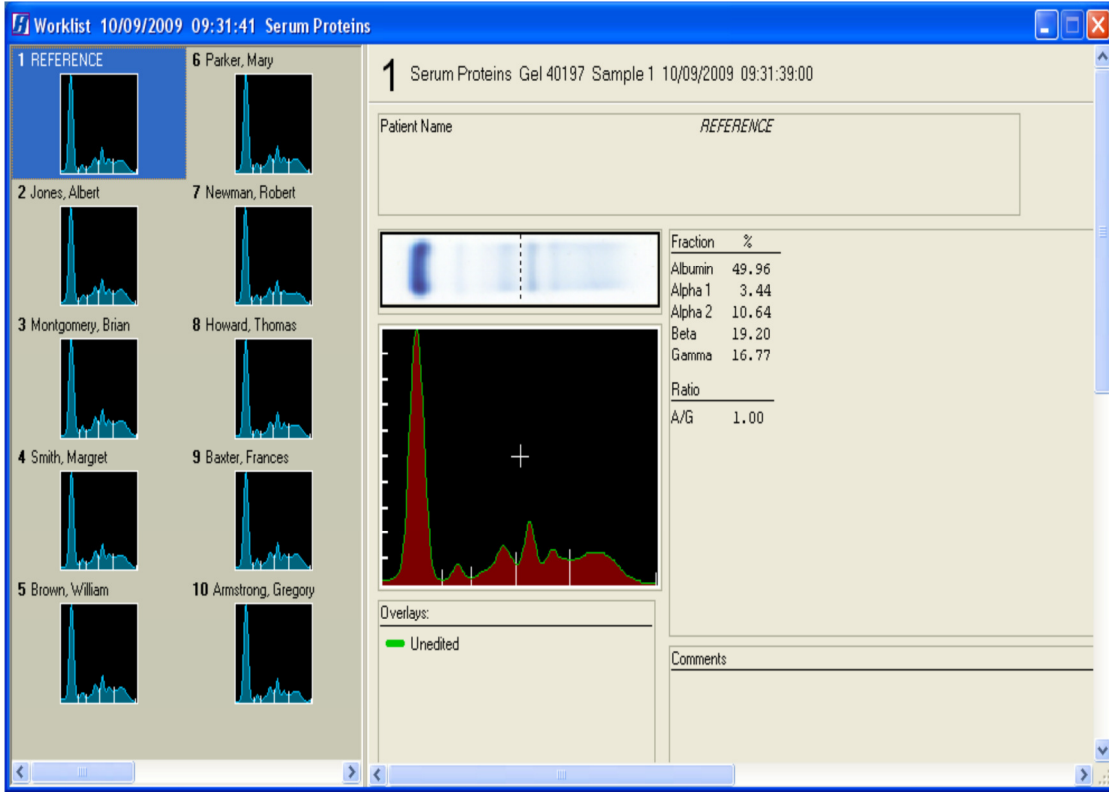 Worklist 10/09/2009 09:31:41 Serum Proteins
1 REFERENCE
6 Parker, Mary
2 Jones, Albert
7 Newman, Robert
3 Montgomery, Brian
8 Howard, Thomas
4 Smith, Margret
9 Baxter, Frances
5 Brown, William
10 Armstrong, Gregory
1 Serum Proteins Gel 40197 Sample 1 10/09/2009 09:31:39:00
Patient Name REFERENCE
Fraction %
Albumin 49.96
Alpha 1 3.44
Alpha 2 10.64
Beta 19.20
Gamma 16.77
Ratio
A/G 1.00
Overlays:
Unedited
Comments